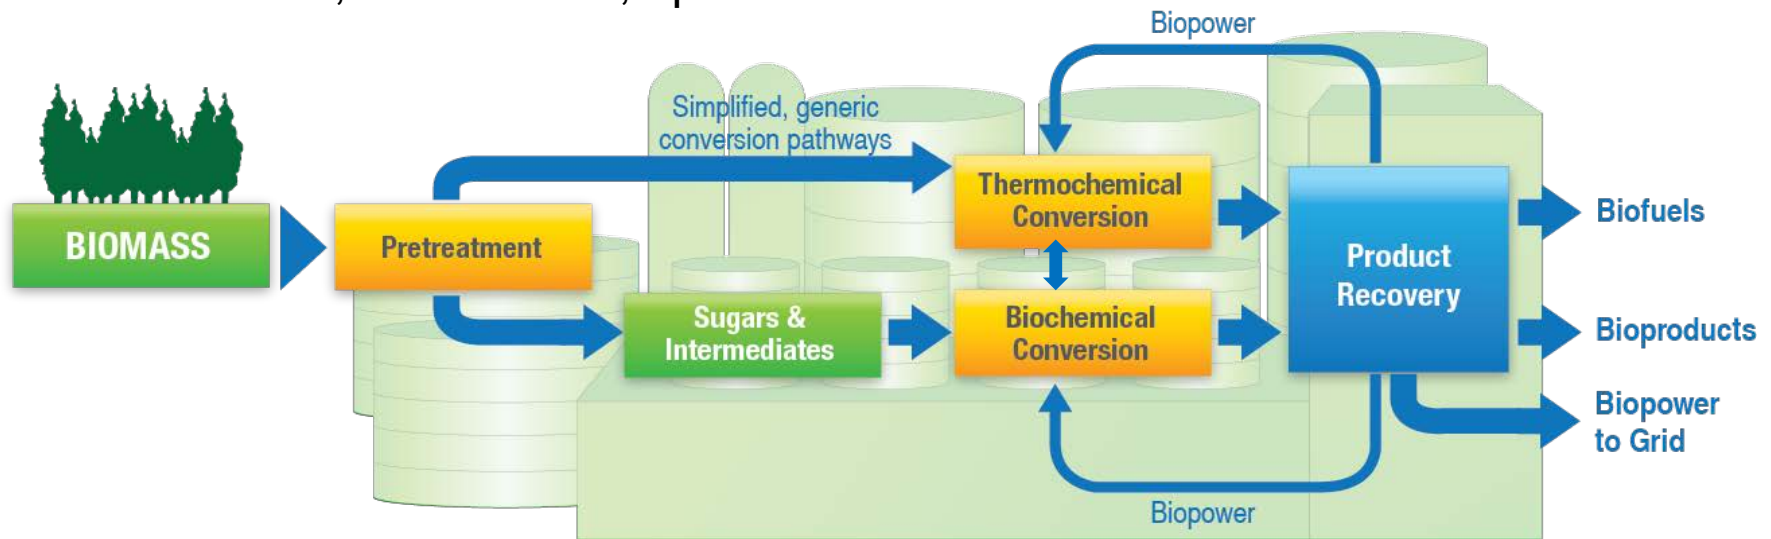 Biopower
Simplified, generic
conversion pathways
BIOMASS
Pretreatment
Thermochemical
Conversion
Sugars &
Intermediates
Biochemical
Conversion
Product
Recovery
Biofuels
Bioproducts
Biopower
to Grid
Biopower